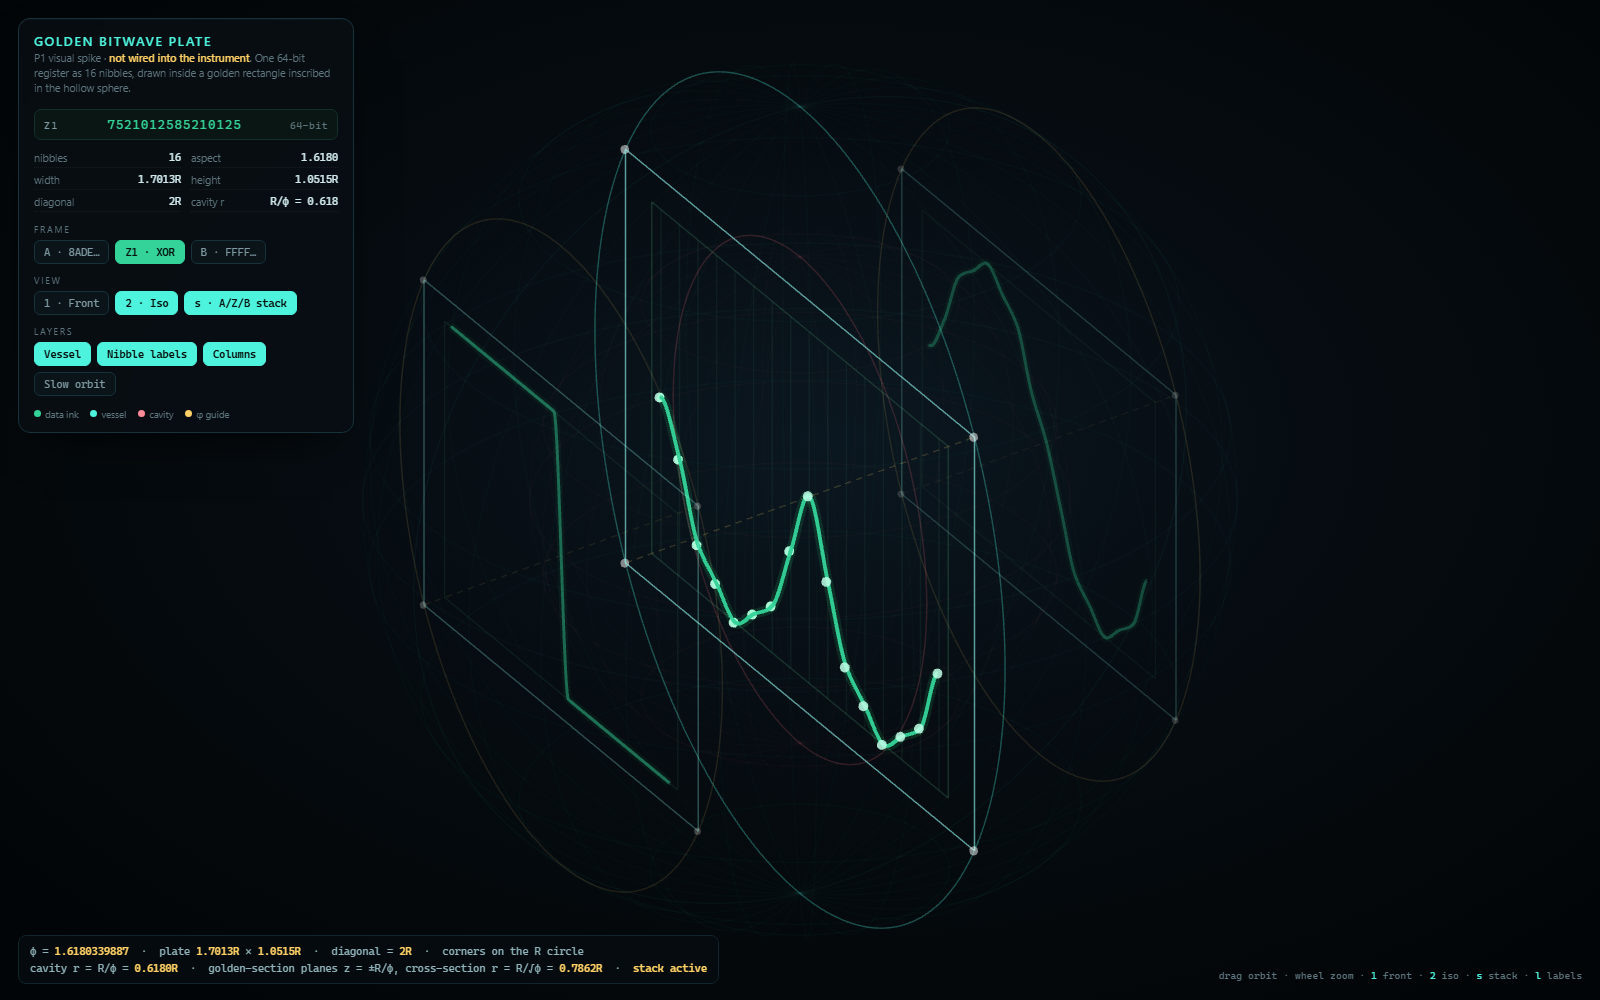 GOLDEN BITWAVE PLATE
P1 visual spike · not wired into the instrument. One 64-bit
register as 16 nibbles, drawn inside a golden rectangle inscribed
in the hollow sphere.
Z1 7521012585210125 64-bit
nibbles 16 aspect 1.6180
width 1.7013R height 1.0515R
diagonal 2R cavity r R/ϕ = 0.618
FRAME
A · 8ADE… Z1 · XOR B · FFFF…
VIEW
1 · Front 2 · Iso s · A/Z/B stack
LAYERS
Vessel Nibble labels Columns
Slow orbit
data ink vessel cavity φ guide
ϕ = 1.6180339887 · plate 1.7013R × 1.0515R · diagonal = 2R · corners on the R circle
cavity r = R/ϕ = 0.6180R · golden-section planes z = ±R/ϕ, cross-section r = R/√ϕ = 0.7862R · stack active
drag orbit · wheel zoom · 1 front · 2 iso · s stack · l labels